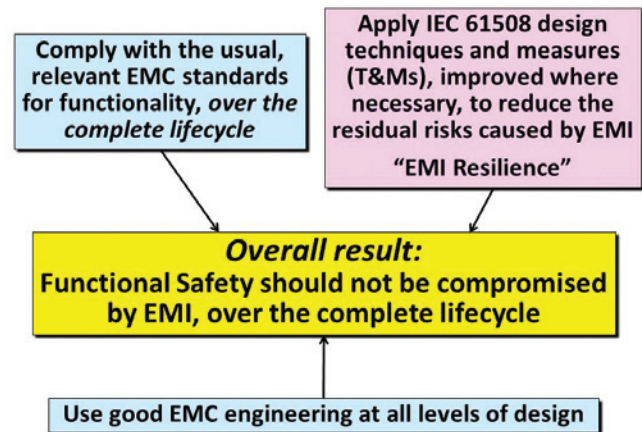 Comply with the usual,
relevant EMC standards
for functionality, over the
complete lifecycle
Apply IEC 61508 design
techniques and measures
(T&Ms), improved where
necessary, to reduce the
residual risks caused by EMI
“EMI Resilience”
Overall result:
Functional Safety should not be compromised
by EMI, over the complete lifecycle
Use good EMC engineering at all levels of design